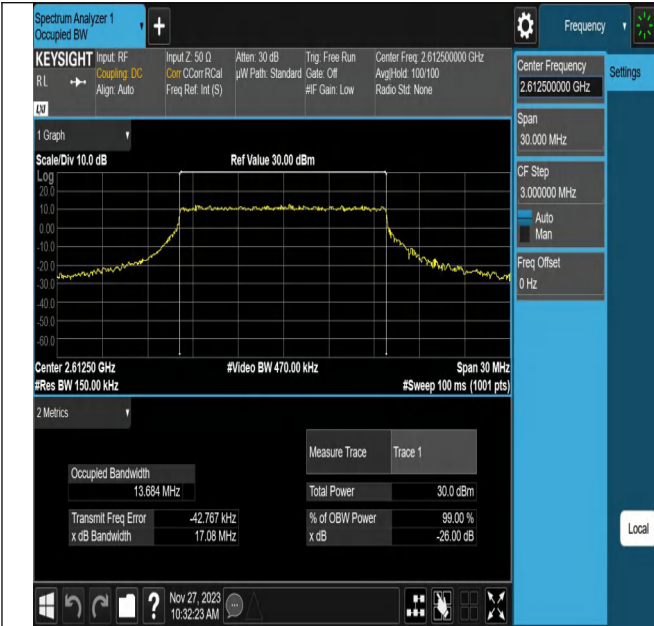 Spectrum Analyzer 1
Occupied BW
+
Frequency
KEYSIGHT Input: RF Input Z: 50 Ω Atten: 30 dB Trig: Free Run Center Freq: 2.612500000 GHz
RL Coupling: DC Corr CCorr RCal µW Path: Standard Gate: Off Avg|Hold: 100/100
Align: Auto Freq Ref: Int (S) #IF Gain: Low Radio Std: None
LXI
Center Frequency
2.612500000 GHz
Settings
Span
30.000 MHz
CF Step
3.000000 MHz
Auto
Man
Freq Offset
0 Hz
1 Graph
Scale/Div 10.0 dB Ref Value 30.00 dBm
Log
20.0
10.0
0.00
-10.0
-20.0
-30.0
-40.0
-50.0
-60.0
Center 2.61250 GHz #Video BW 470.00 kHz Span 30 MHz
#Res BW 150.00 kHz #Sweep 100 ms (1001 pts)
2 Metrics
Measure Trace Trace 1
Occupied Bandwidth
13.684 MHz Total Power 30.0 dBm
Transmit Freq Error -42.767 kHz % of OBW Power 99.00 %
x dB Bandwidth 17.08 MHz x dB -26.00 dB
Local
? Nov 27, 2023
10:32:23 AM